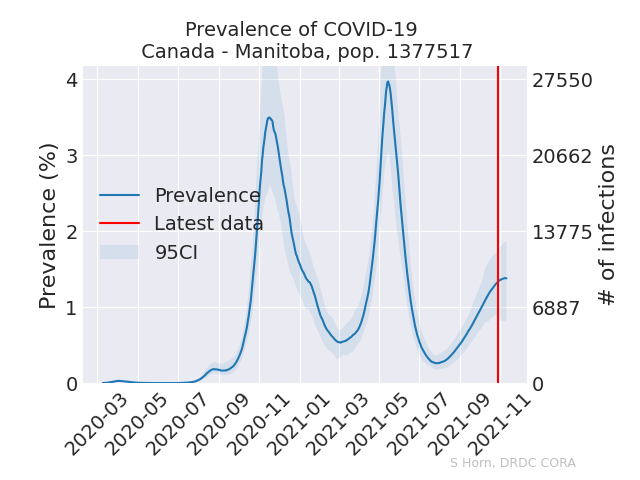 Prevalence of COVID-19
Canada - Manitoba, pop. 1377517
Prevalence (%)
4
3
2
1
0
27550
20662
13775
6887
0
# of infections
Prevalence
Latest data
95CI
2020-03
2020-05
2020-07
2020-09
2020-11
2021-01
2021-03
2021-05
2021-07
2021-09
2021-11
S Horn, DRDC CORA